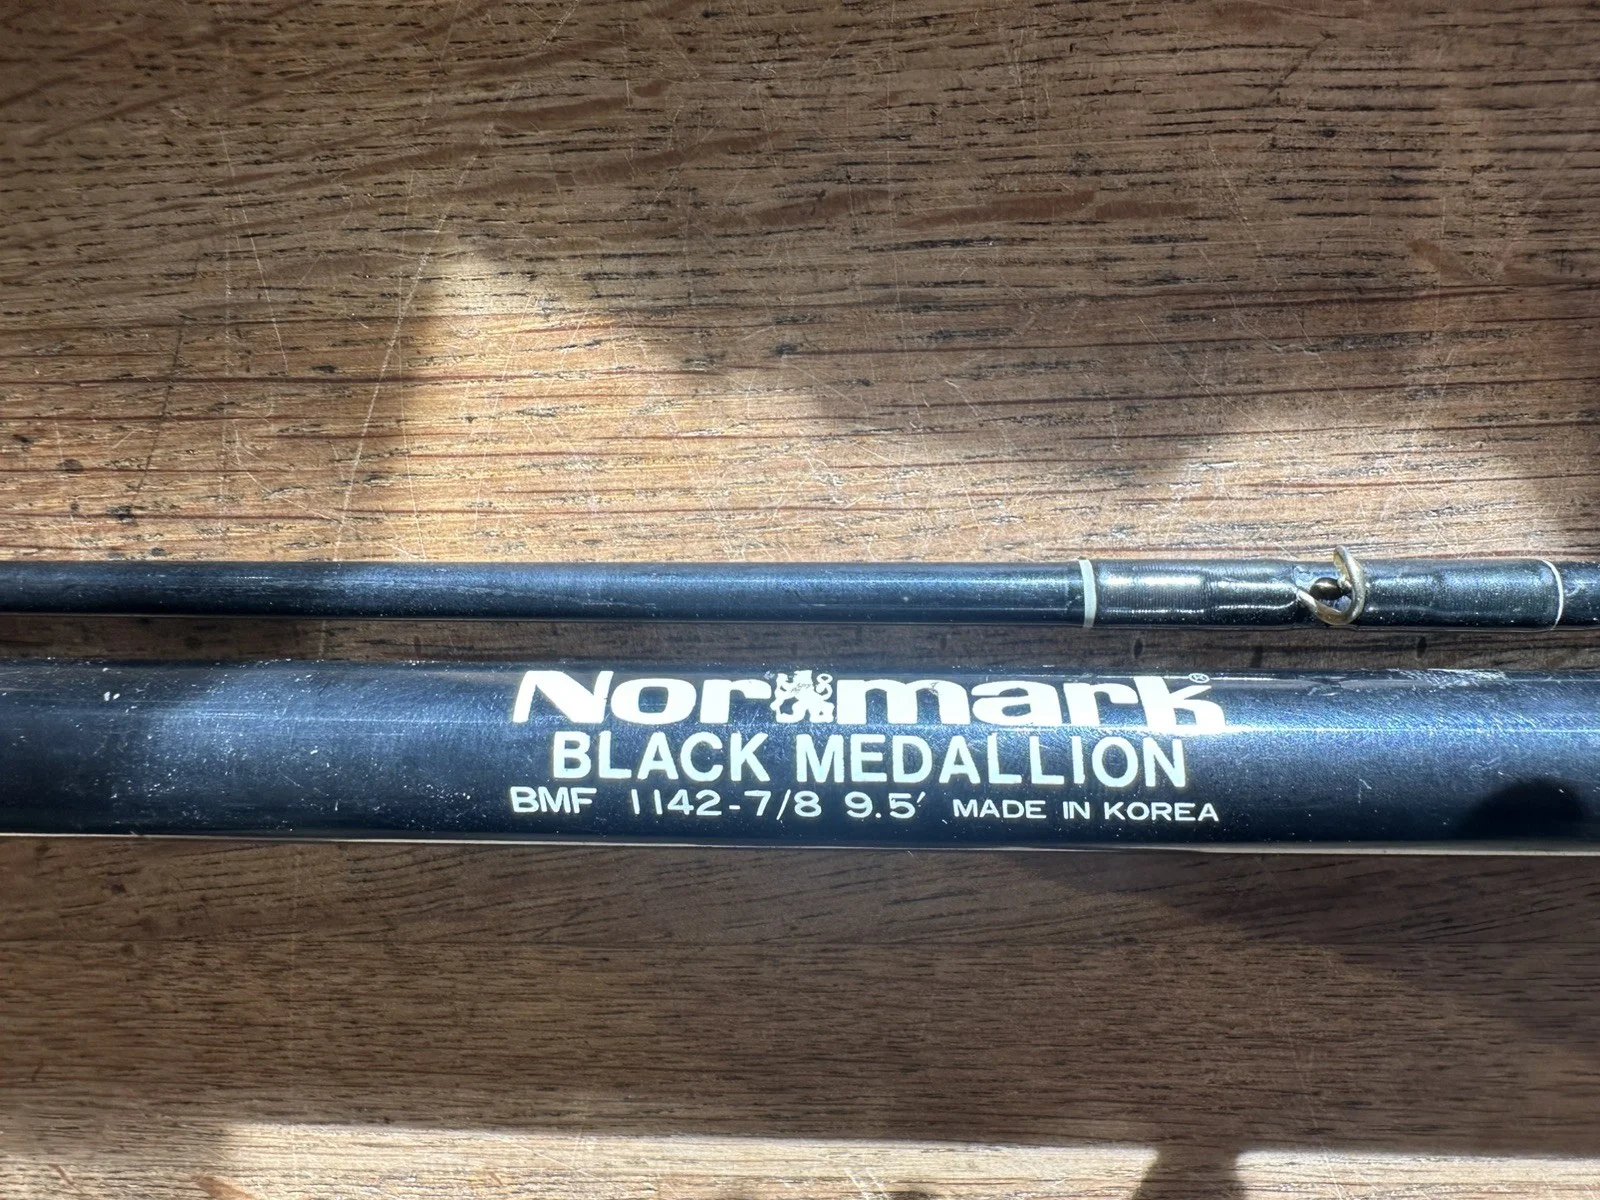 Normark®
BLACK MEDALLION
BMF 1142-7/8 9.5' MADE IN KOREA